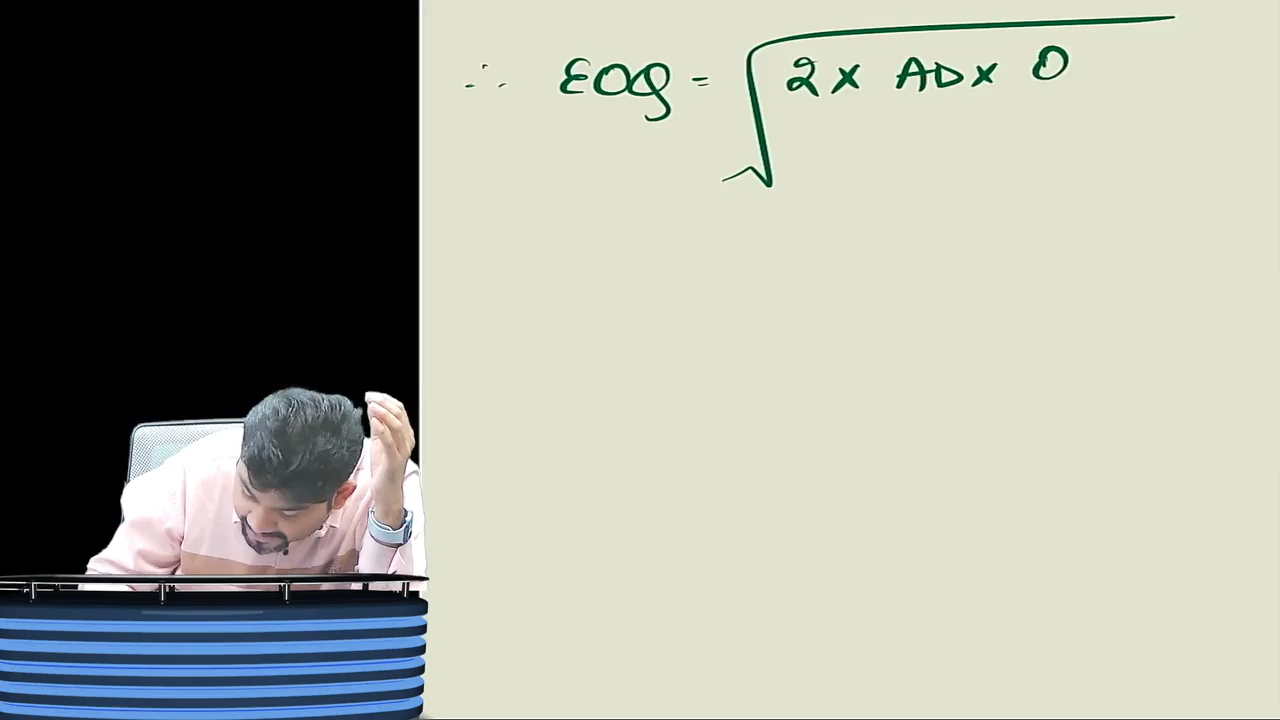 ∴ EOQ = √2 × AD × O